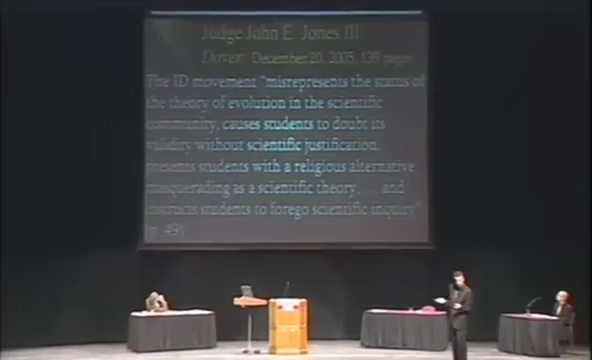 Judge John E. Jones III
Dover: December 20, 2005, 139 pages
The ID movement "misrepresents the status of
the theory of evolution in the scientific
community, causes students to doubt its
validity without scientific justification,
presents students with a religious alternative
masquerading as a scientific theory, . . . and
instructs students to forego scientific inquiry"
(p. 49)